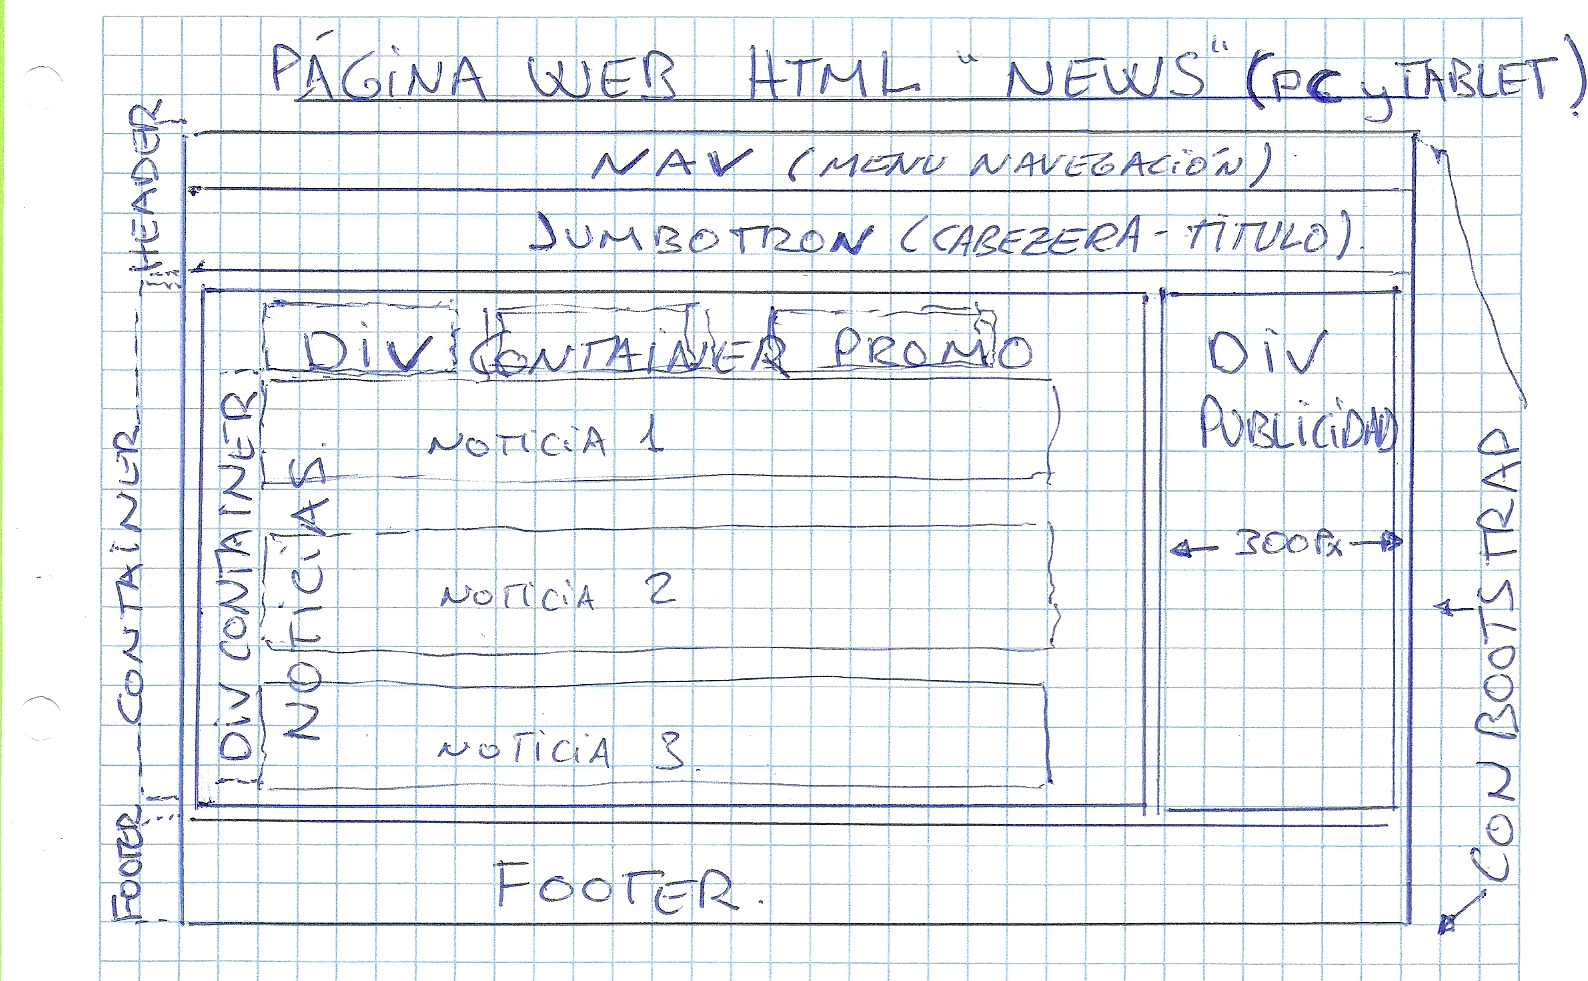 PÁGINA WEB HTML "NEWS" (PC y TABLET)
HEADER
NAV (MENU NAVEGACIÓN)
JUMBOTRON (CABEZERA - TÍTULO).
CONTAINER
DIV CONTAINER PROMO
DIV CONTAINER
NOTICIAS.
NOTICIA 1
NOTICIA 2
NOTICIA 3.
DIV
PUBLICIDAD
300Px
CON BOOTSTRAP
FOOTER
FOOTER.